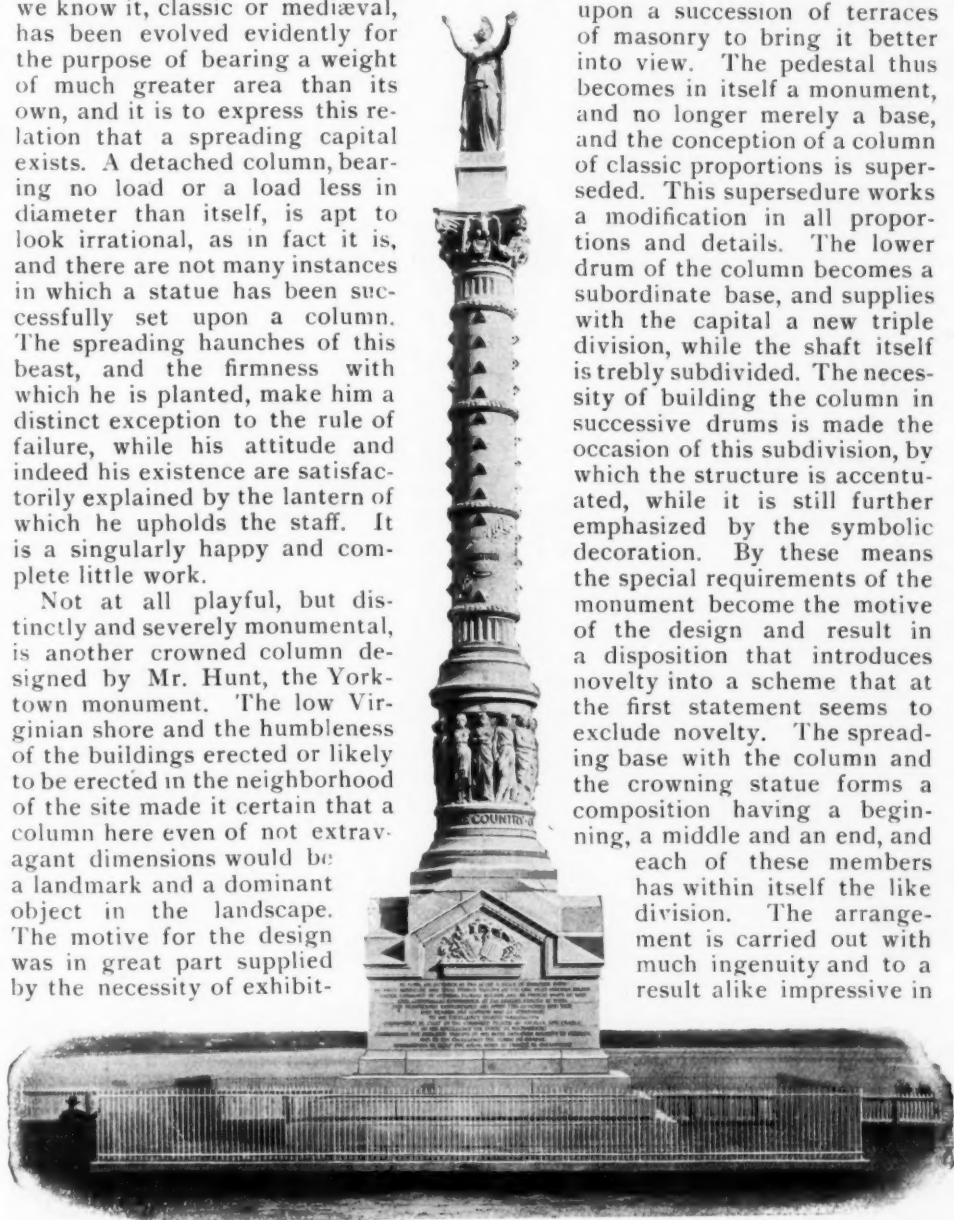 we know it, classic or mediæval,
has been evolved evidently for
the purpose of bearing a weight
of much greater area than its
own, and it is to express this re-
lation that a spreading capital
exists. A detached column, bear-
ing no load or a load less in
diameter than itself, is apt to
look irrational, as in fact it is,
and there are not many instances
in which a statue has been suc-
cessfully set upon a column.
The spreading haunches of this
beast, and the firmness with
which he is planted, make him a
distinct exception to the rule of
failure, while his attitude and
indeed his existence are satisfac-
torily explained by the lantern of
which he upholds the staff. It
is a singularly happy and com-
plete little work.
Not at all playful, but dis-
tinctly and severely monumental,
is another crowned column de-
signed by Mr. Hunt, the York-
town monument. The low Vir-
ginian shore and the humbleness
of the buildings erected or likely
to be erected in the neighborhood
of the site made it certain that a
column here even of not extrav-
agant dimensions would be
a landmark and a dominant
object in the landscape.
The motive for the design
was in great part supplied
by the necessity of exhibit-
upon a succession of terraces
of masonry to bring it better
into view. The pedestal thus
becomes in itself a monument,
and no longer merely a base,
and the conception of a column
of classic proportions is super-
seded. This supersedure works
a modification in all propor-
tions and details. The lower
drum of the column becomes a
subordinate base, and supplies
with the capital a new triple
division, while the shaft itself
is trebly subdivided. The neces-
sity of building the column in
successive drums is made the
occasion of this subdivision, by
which the structure is accentu-
ated, while it is still further
emphasized by the symbolic
decoration. By these means
the special requirements of the
monument become the motive
of the design and result in
a disposition that introduces
novelty into a scheme that at
the first statement seems to
exclude novelty. The spread-
ing base with the column and
the crowning statue forms a
composition having a begin-
ning, a middle and an end, and
each of these members
has within itself the like
division. The arrange-
ment is carried out with
much ingenuity and to a
result alike impressive in
COUNTRY